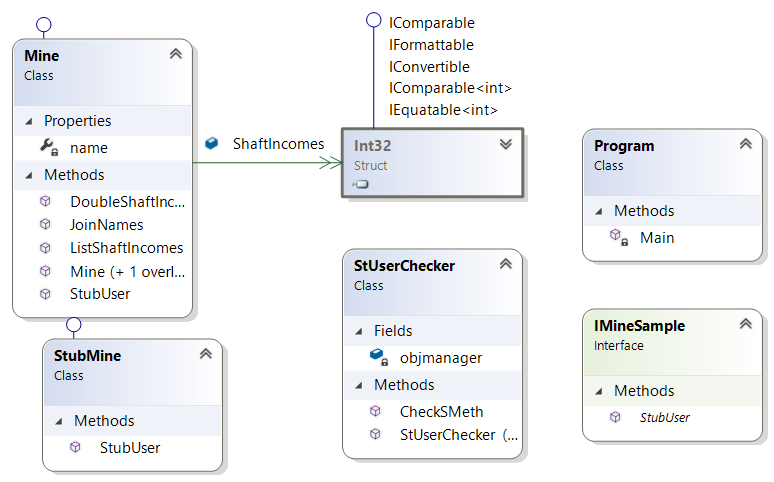 IComparable
IFormattable
IConvertible
IComparable<int>
IEquatable<int>
Mine
Class
Properties
name
Methods
DoubleShaftInc...
JoinNames
ListShaftIncomes
Mine (+ 1 overl...
StubUser
ShaftIncomes
Int32
Struct
Program
Class
Methods
Main
StUserChecker
Class
Fields
objmanager
Methods
CheckSMeth
StUserChecker (...
IMineSample
Interface
Methods
StubUser
StubMine
Class
Methods
StubUser